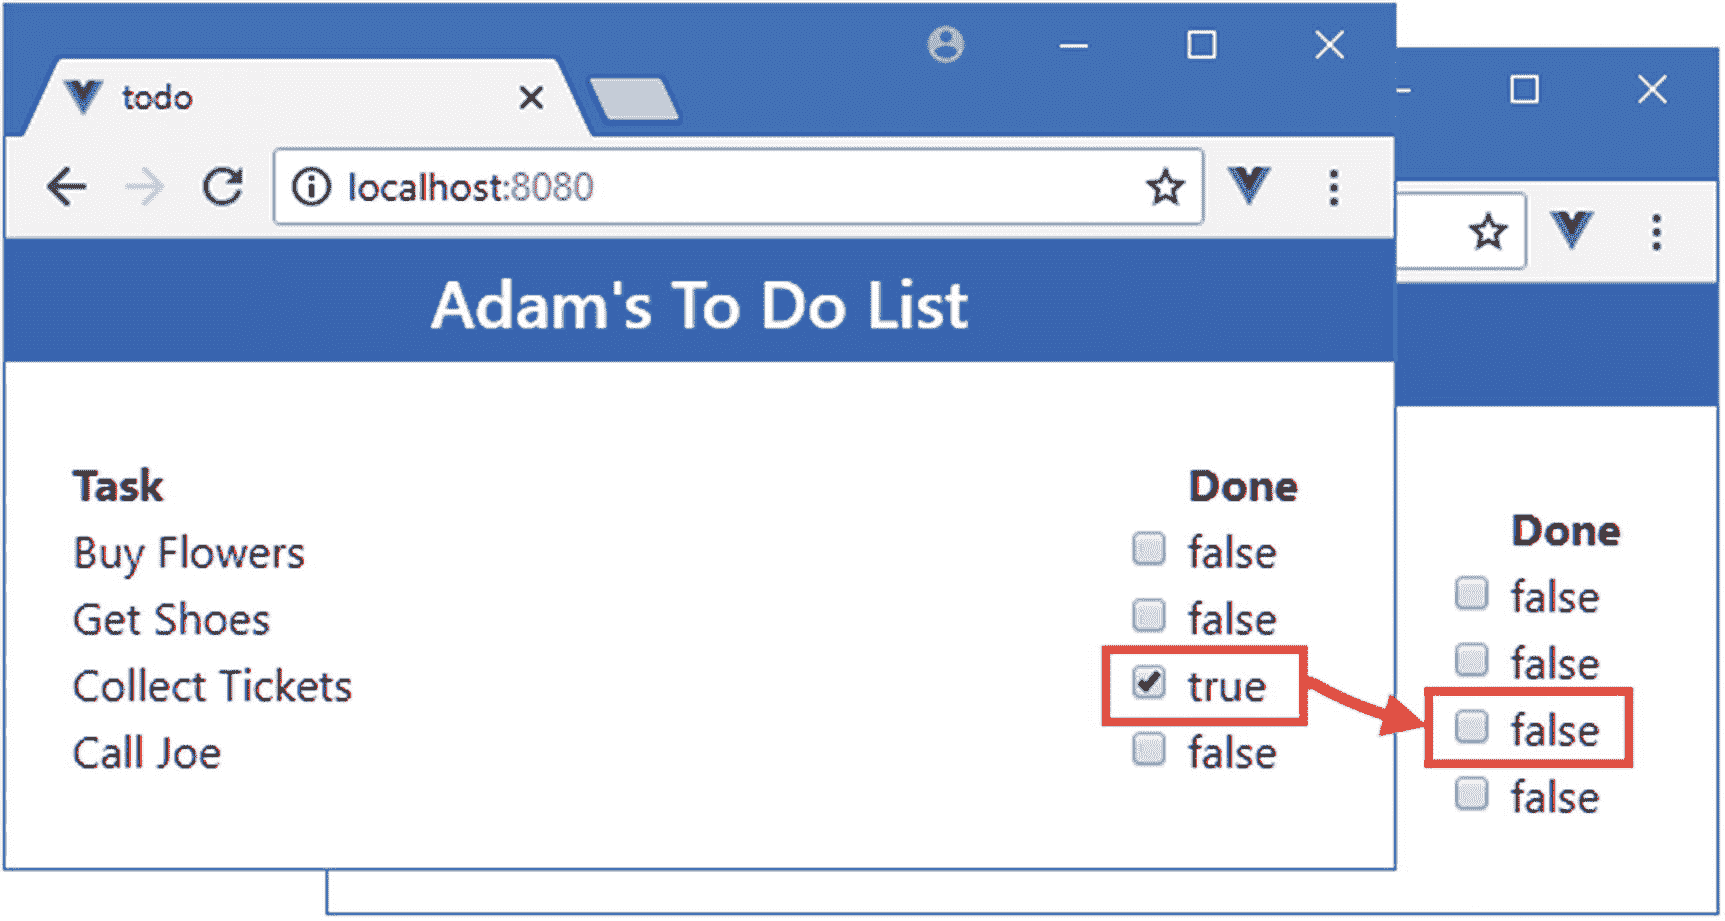 todo
localhost:8080
Adam's To Do List
Task Done
Buy Flowers false
Get Shoes false
Collect Tickets true
Call Joe false
Done
false
false
false
false